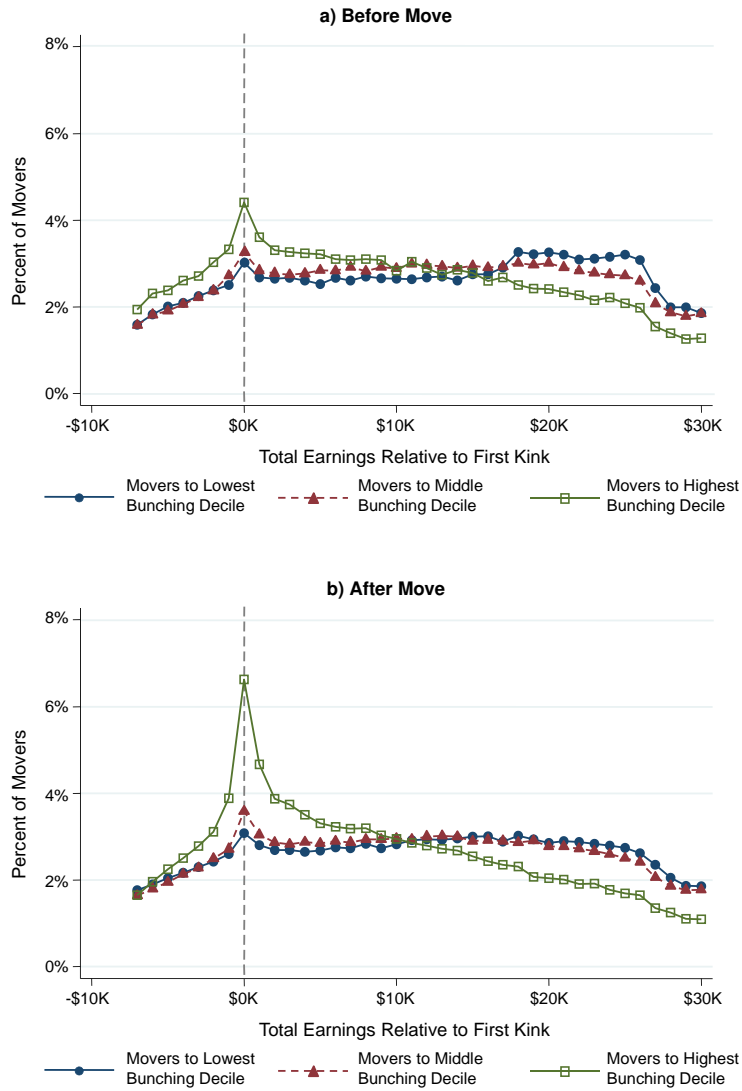 a) Before Move
8%
6%
4%
2%
0%
Percent of Movers
-$10K $0K $10K $20K $30K
Total Earnings Relative to First Kink
Movers to Lowest Bunching Decile
Movers to Middle Bunching Decile
Movers to Highest Bunching Decile
b) After Move
8%
6%
4%
2%
0%
Percent of Movers
-$10K $0K $10K $20K $30K
Total Earnings Relative to First Kink
Movers to Lowest Bunching Decile
Movers to Middle Bunching Decile
Movers to Highest Bunching Decile